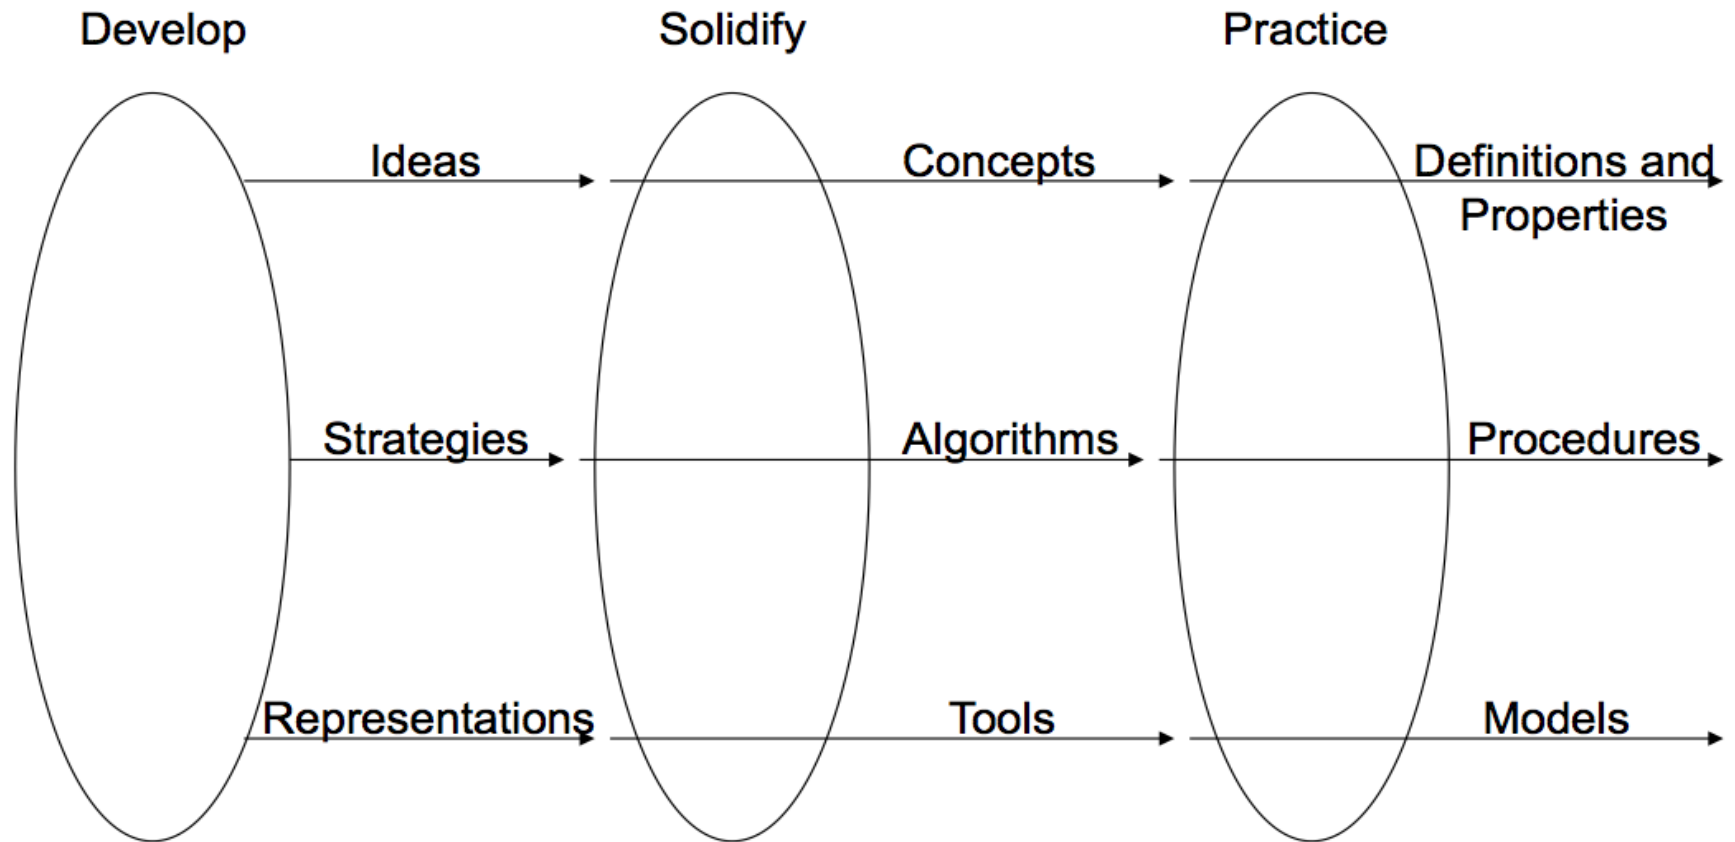 Develop
Solidify
Practice
Ideas
Concepts
Definitions and
Properties
Strategies
Algorithms
Procedures
Representations
Tools
Models